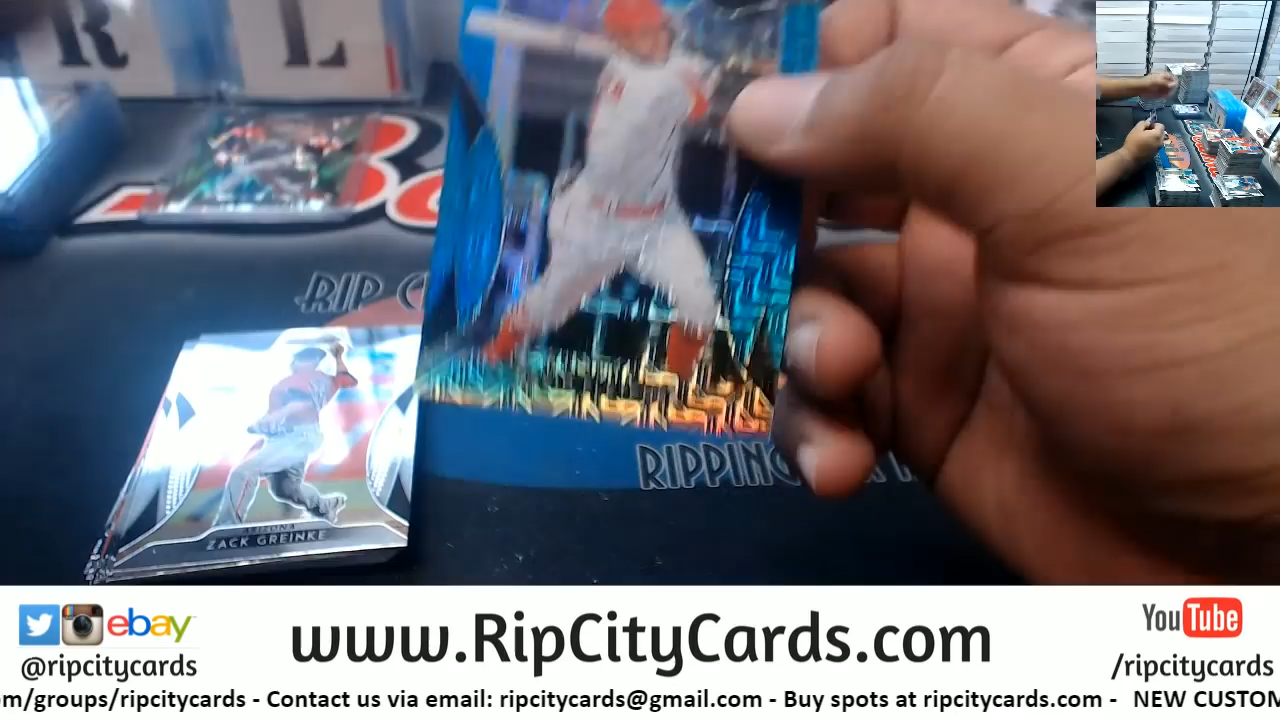 R L
RIP C
RIPPING
ARIZONA
ZACK GREINKE
ebay
@ripcitycards
www.RipCityCards.com
YouTube
/ripcitycards
m/groups/ripcitycards - Contact us via email: ripcitycards@gmail.com - Buy spots at ripcitycards.com - NEW CUSTOM